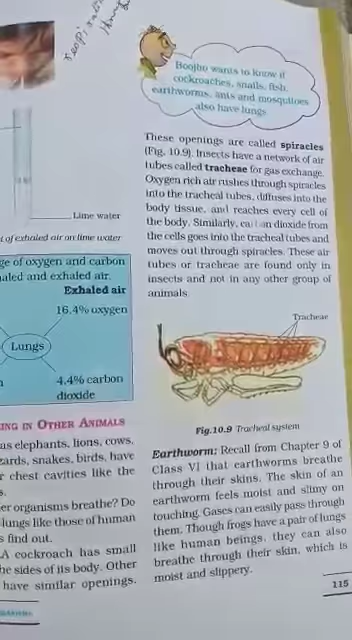 Lime water
t of exhaled air on lime water
ge of oxygen and carbon
aled and exhaled air.
Exhaled air
16.4% oxygen
Lungs
4.4% carbon
dioxide
ING IN OTHER ANIMALS
as elephants, lions, cows,
zards, snakes, birds, have
r chest cavities like the
s.
er organisms breathe? Do
lungs like those of human
s find out.
A cockroach has small
he sides of its body. Other
have similar openings.
Boojho wants to know if
cockroaches, snails, fish,
earthworms, ants and mosquitoes
also have lungs
These openings are called spiracles
(Fig. 10.9). Insects have a network of air
tubes called tracheae for gas exchange.
Oxygen rich air rushes through spiracles
into the tracheal tubes, diffuses into the
body tissue, and reaches every cell of
the body. Similarly, carbon dioxide from
the cells goes into the tracheal tubes and
moves out through spiracles. These air
tubes or tracheae are found only in
insects and not in any other group of
animals.
Tracheae
Fig.10.9 Tracheal system
Earthworm: Recall from Chapter 9 of
Class VI that earthworms breathe
through their skins. The skin of an
earthworm feels moist and slimy on
touching. Gases can easily pass through
them. Though frogs have a pair of lungs
like human beings, they can also
breathe through their skin, which is
moist and slippery.
115